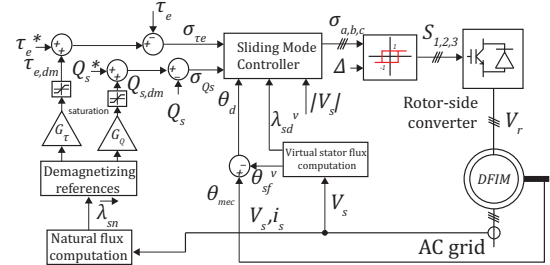 τe
τe*
στe
τe,dm
Qs*
Qs,dm
σQs
Qs
saturation
Gτ
GQ
Demagnetizing
references
λsn
Natural flux
computation
Sliding Mode
Controller
σa,b,c
Δ
1
-1
S1,2,3
Rotor-side
converter
Vr
|Vs|
θd
λsdᵛ
Virtual stator flux
computation
θsfᵛ
θmec
Vs,is
Vs
DFIM
AC grid